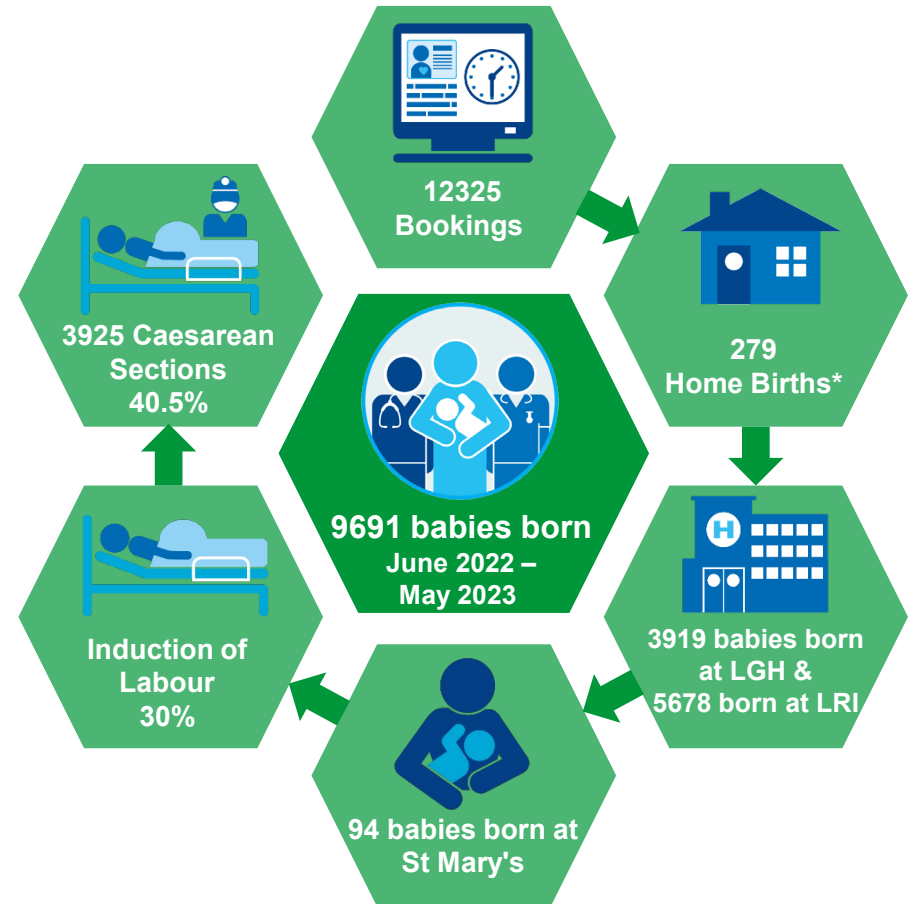 12325
Bookings
279
Home Births*
3919 babies born
at LGH &
5678 born at LRI
94 babies born at
St Mary's
Induction of
Labour
30%
3925 Caesarean
Sections
40.5%
9691 babies born
June 2022 –
May 2023
H